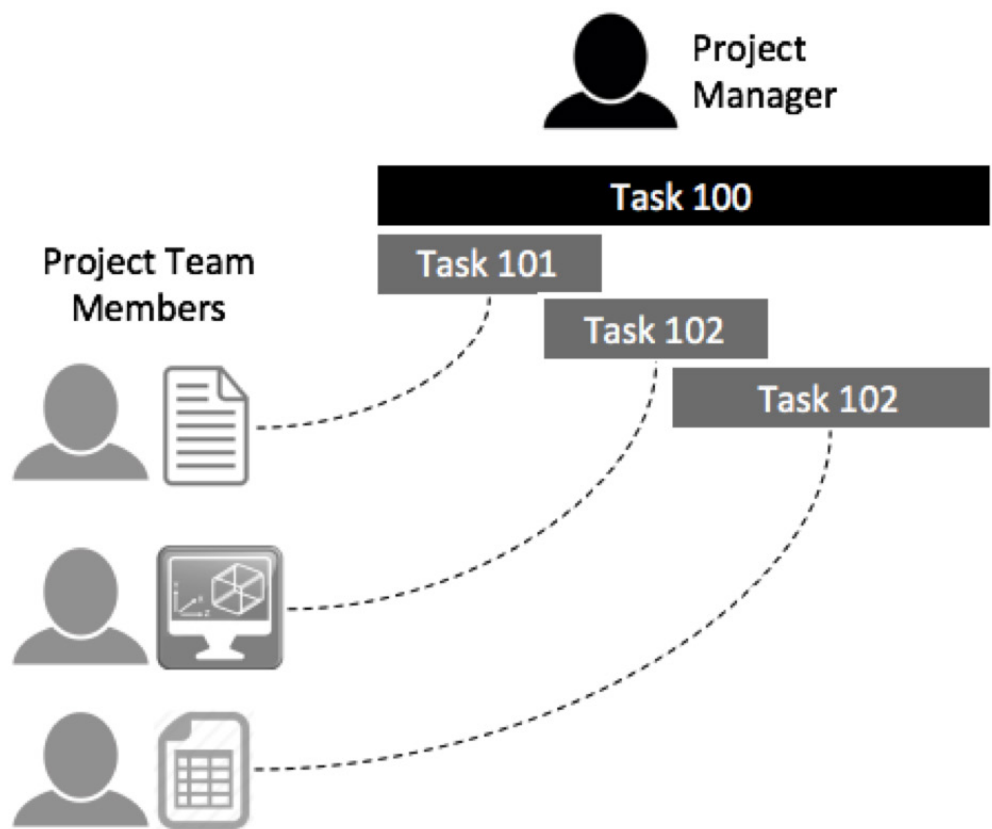 Project
Manager
Task 100
Task 101
Project Team
Members
Task 102
Task 102